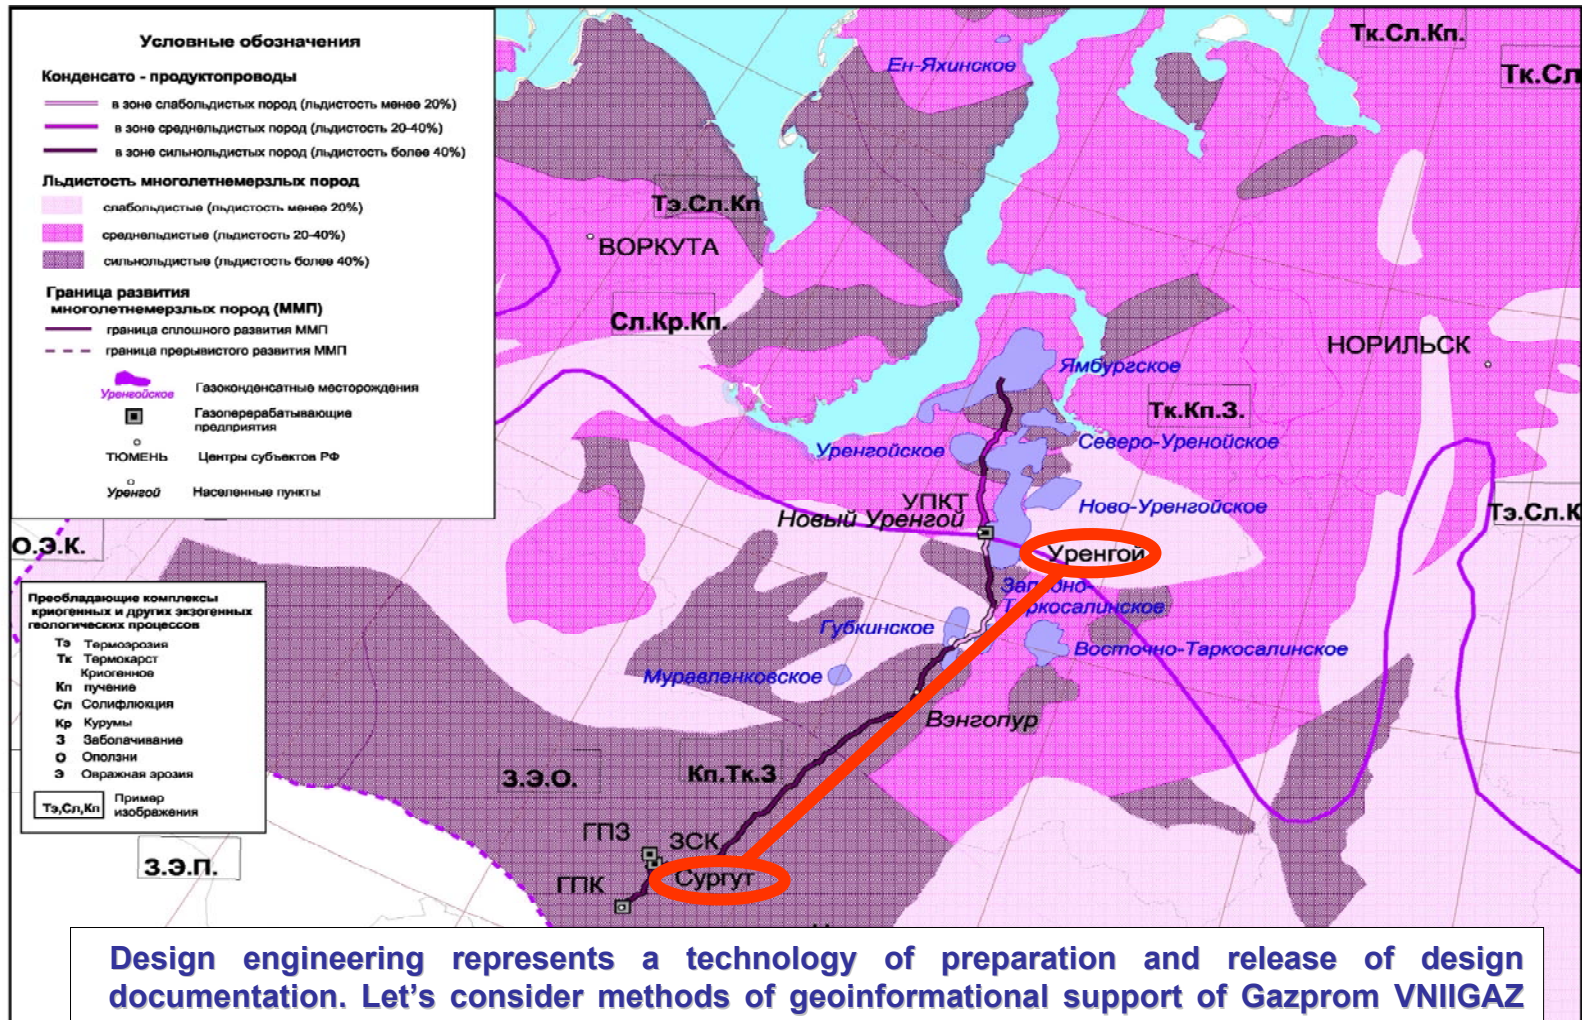 Условные обозначения
Конденсато - продуктопроводы
в зоне слабольдистых пород (льдистость менее 20%)
в зоне среднельдистых пород (льдистость 20-40%)
в зоне сильнольдистых пород (льдистость более 40%)
Льдистость многолетнемерзлых пород
слабольдистые (льдистость менее 20%)
среднельдистые (льдистость 20-40%)
сильнольдистые (льдистость более 40%)
Граница развития
многолетнемерзлых пород (ММП)
граница сплошного развития ММП
граница прерывистого развития ММП
Уренгойское
Газоконденсатные месторождения
Газоперерабатывающие
предприятия
ТЮМЕНЬ
Центры субъектов РФ
Уренгой
Населенные пункты
О.Э.К.
Преобладающие комплексы
криогенных и других экзогенных
геологических процессов
Тэ Термоэрозия
Тк Термокарст
Криогенное
Кп пучение
Сл Солифлюкция
Кр Курумы
З Заболачивание
О Оползни
Э Овражная эрозия
Тэ,Сл,Кп
Пример
изображения
З.Э.П.
Тк.Сл.Кп.
Ен-Яхинское
Тк.Сл
Тэ.Сл.Кп
ВОРКУТА
Сл.Кр.Кп.
НОРИЛЬСК
Ямбургское
Тк.Кп.З.
Северо-Уренойское
Уренгойское
УПКТ
Ново-Уренгойское
Тэ.Сл.К
Новый Уренгой
Уренгой
Западно-
Таркосалинское
Губкинское
Восточно-Таркосалинское
Муравленковское
Вэнгопур
З.Э.О.
Кп.Тк.З
ГПЗ
ЗСК
Сургут
ГПК
Design engineering represents a technology of preparation and release of design
documentation. Let's consider methods of geoinformational support of Gazprom VNIIGAZ